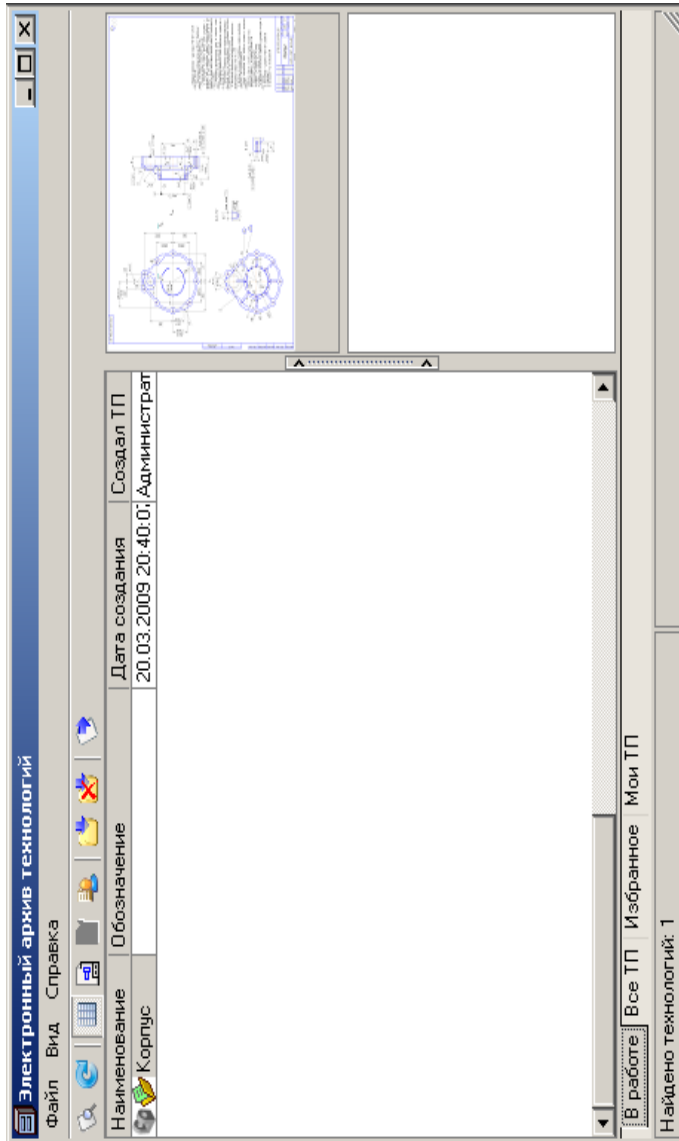 Электронный архив технологий
Файл Вид Справка
Наименование Обозначение Дата создания Создал ТП
Корпус 20.03.2009 20:40:0 Администрат
В работе Все ТП Избранное Мои ТП
Найдено технологий: 1